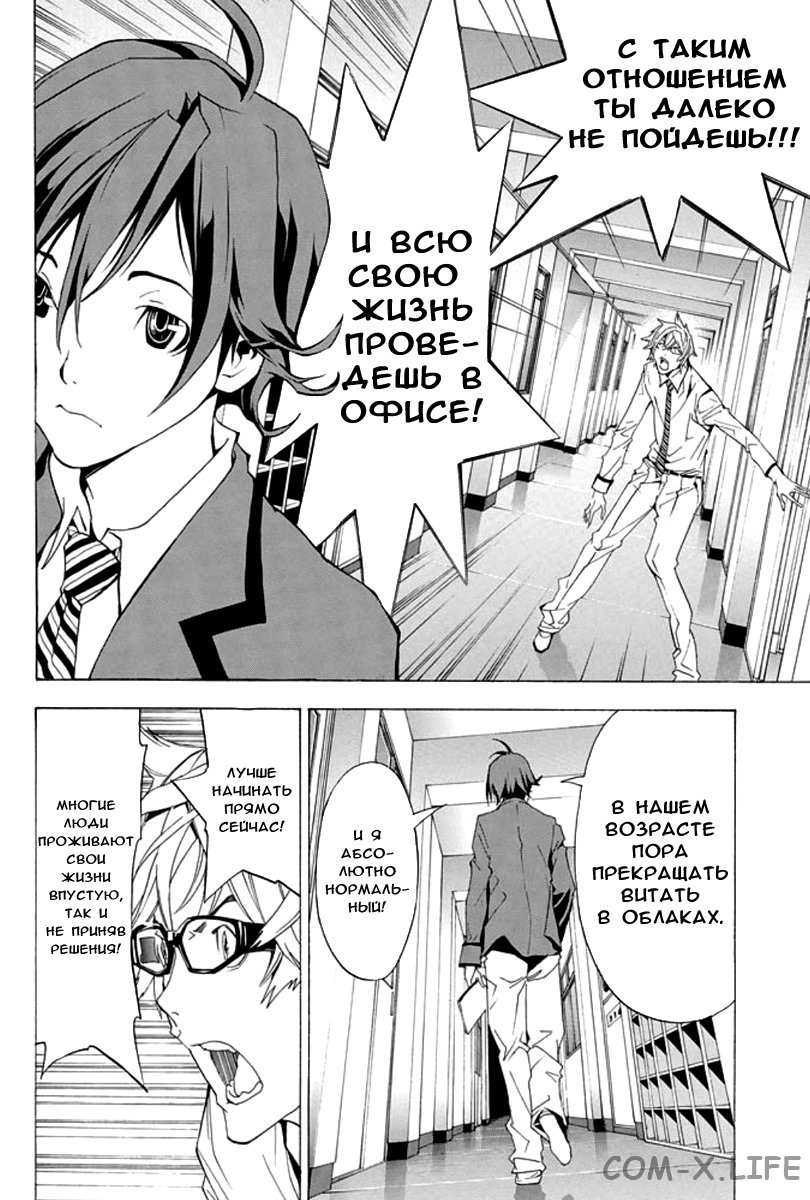 С ТАКИМ
ОТНОШЕНИЕМ
ТЫ ДАЛЕКО
НЕ ПОЙДЕШЬ!!!
И ВСЮ
СВОЮ
ЖИЗНЬ
ПРОВЕ-
ДЕШЬ В
ОФИСЕ!
В НАШЕМ
ВОЗРАСТЕ
ПОРА
ПРЕКРАЩАТЬ
ВИТАТЬ
В ОБЛАКАХ.
И Я
АБСО-
ЛЮТНО
НОРМАЛЬ-
НЫЙ!
ЛУЧШЕ
НАЧИНАТЬ
ПРЯМО
СЕЙЧАС!
МНОГИЕ
ЛЮДИ
ПРОЖИВАЮТ
СВОИ
ЖИЗНИ
ВПУСТУЮ,
ТАК И
НЕ ПРИНЯВ
РЕШЕНИЯ!
COM-X.LIFE